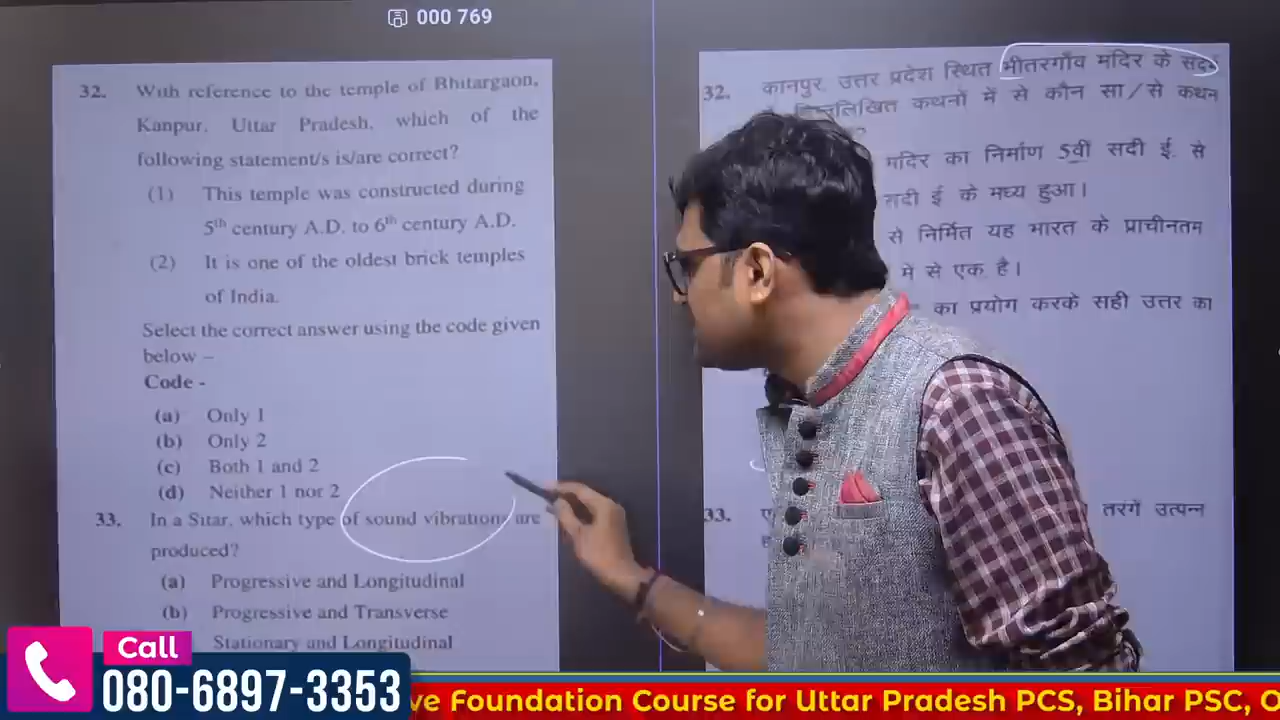 000 769
32. With reference to the temple of Bhitargaon,
Kanpur, Uttar Pradesh, which of the
following statement/s is/are correct?
(1) This temple was constructed during
5th century A.D. to 6th century A.D.
(2) It is one of the oldest brick temples
of India.
Select the correct answer using the code given
below –
Code -
(a) Only 1
(b) Only 2
(c) Both 1 and 2
(d) Neither 1 nor 2
33. In a Sitar, which type of sound vibrations are
produced?
(a) Progressive and Longitudinal
(b) Progressive and Transverse
Stationary and Longitudinal
32. कानपुर, उत्तर प्रदेश स्थित भीतरगाँव मंदिर के
कथनों में से कौन सा/से कथन
मंदिर का निर्माण 5वीं सदी ई. से
सदी ई के मध्य हुआ।
से निर्मित यह भारत के प्राचीनतम
में से एक है।
का प्रयोग करके सही उत्तर का
33. तरंगें उत्पन्न
Call
080-6897-3353
ve Foundation Course for Uttar Pradesh PCS, Bihar PSC, O